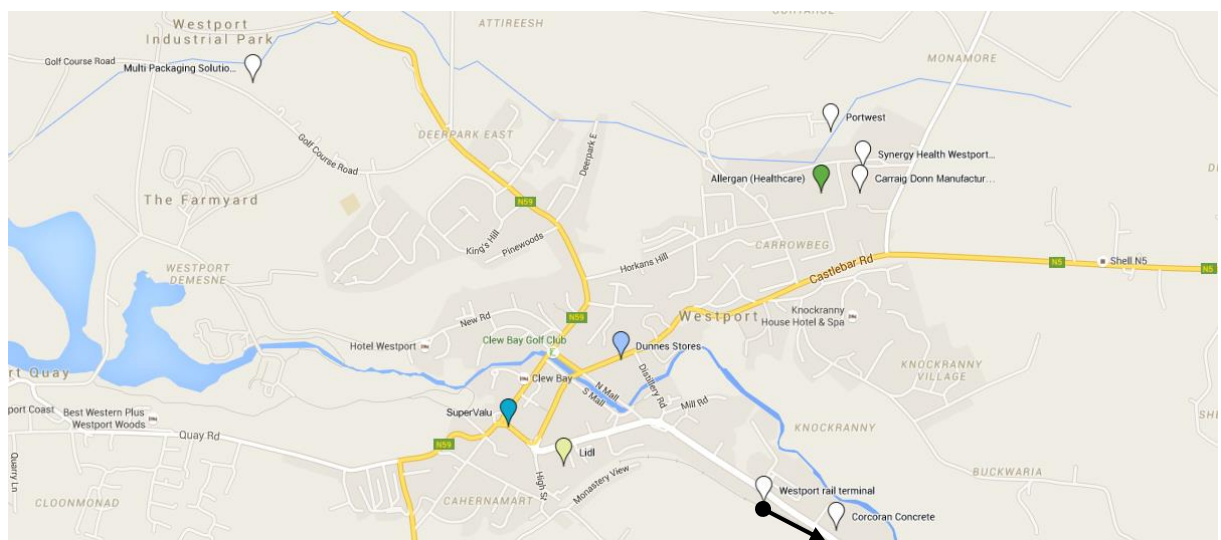 ATTIREESH
Westport
Industrial Park
Golf Course Road
Multi Packaging Solutio...
MONAMORE
Portwest
DEERPARK EAST
Deerpark E
Golf Course Road
Synergy Health Westport...
Allergan (Healthcare)
Carraig Donn Manufactur...
The Farmyard
N59
King's Hill
Pinewoods
CARROWBEG
Horkans Hill
Castlebar Rd
N5
Shell N5
N5
WESTPORT
DEMESNE
New Rd
N59
Westport
Knockranny
House Hotel & Spa
Hotel Westport
Clew Bay Golf Club
Dunnes Stores
rt Quay
Clew Bay
N Mall
S Mall
Distillery Rd
KNOCKRANNY
VILLAGE
port Coast
Best Western Plus
Westport Woods
SuperValu
Mill Rd
Quay Rd
N59
Lidl
KNOCKRANNY
Quarry Ln
High St
Monastery View
BUCKWARIA
CLOONMONAD
CAHERNAMART
Westport rail terminal
Corcoran Concrete